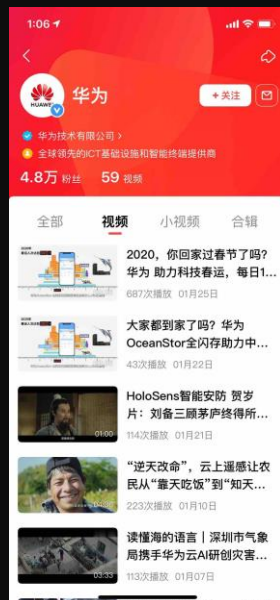 1:06
HUAWEI
华为
+关注
华为技术有限公司 >
全球领先的ICT基础设施和智能终端提供商
4.8万 粉丝 59 视频
全部 视频 小视频 合辑
2020，你回家过春节了吗？
华为 助力科技春运，每日1...
687次播放 01月25日
大家都到家了吗？华为
OceanStor全闪存助力中...
43次播放 01月22日
HoloSens智能安防 贺岁
片：刘备三顾茅庐终得所...
01:00
114次播放 01月21日
“逆天改命”，云上遥感让农
民从“靠天吃饭”到“知天...
223次播放 01月10日
读懂海的语言｜深圳市气象
局携手华为云AI研创灾害...
03:33
113次播放 01月07日